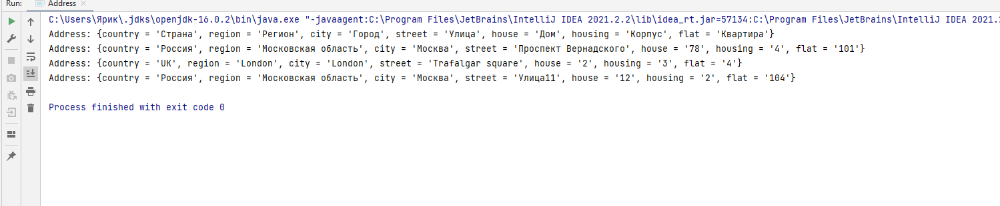 Run: Address
C:\Users\Ярик\.jdks\openjdk-16.0.2\bin\java.exe "-javaagent:C:\Program Files\JetBrains\IntelliJ IDEA 2021.2.2\lib\idea_rt.jar=57134:C:\Program Files\JetBrains\IntelliJ IDEA 2021.
Address: {country = 'Страна', region = 'Регион', city = 'Город', street = 'Улица', house = 'Дом', housing = 'Корпус', flat = 'Квартира'}
Address: {country = 'Россия', region = 'Московская область', city = 'Москва', street = 'Проспект Вернадского', house = '78', housing = '4', flat = '101'}
Address: {country = 'UK', region = 'London', city = 'London', street = 'Trafalgar square', house = '2', housing = '3', flat = '4'}
Address: {country = 'Россия', region = 'Московская область', city = 'Москва', street = 'Улица11', house = '12', housing = '2', flat = '104'}
Process finished with exit code 0